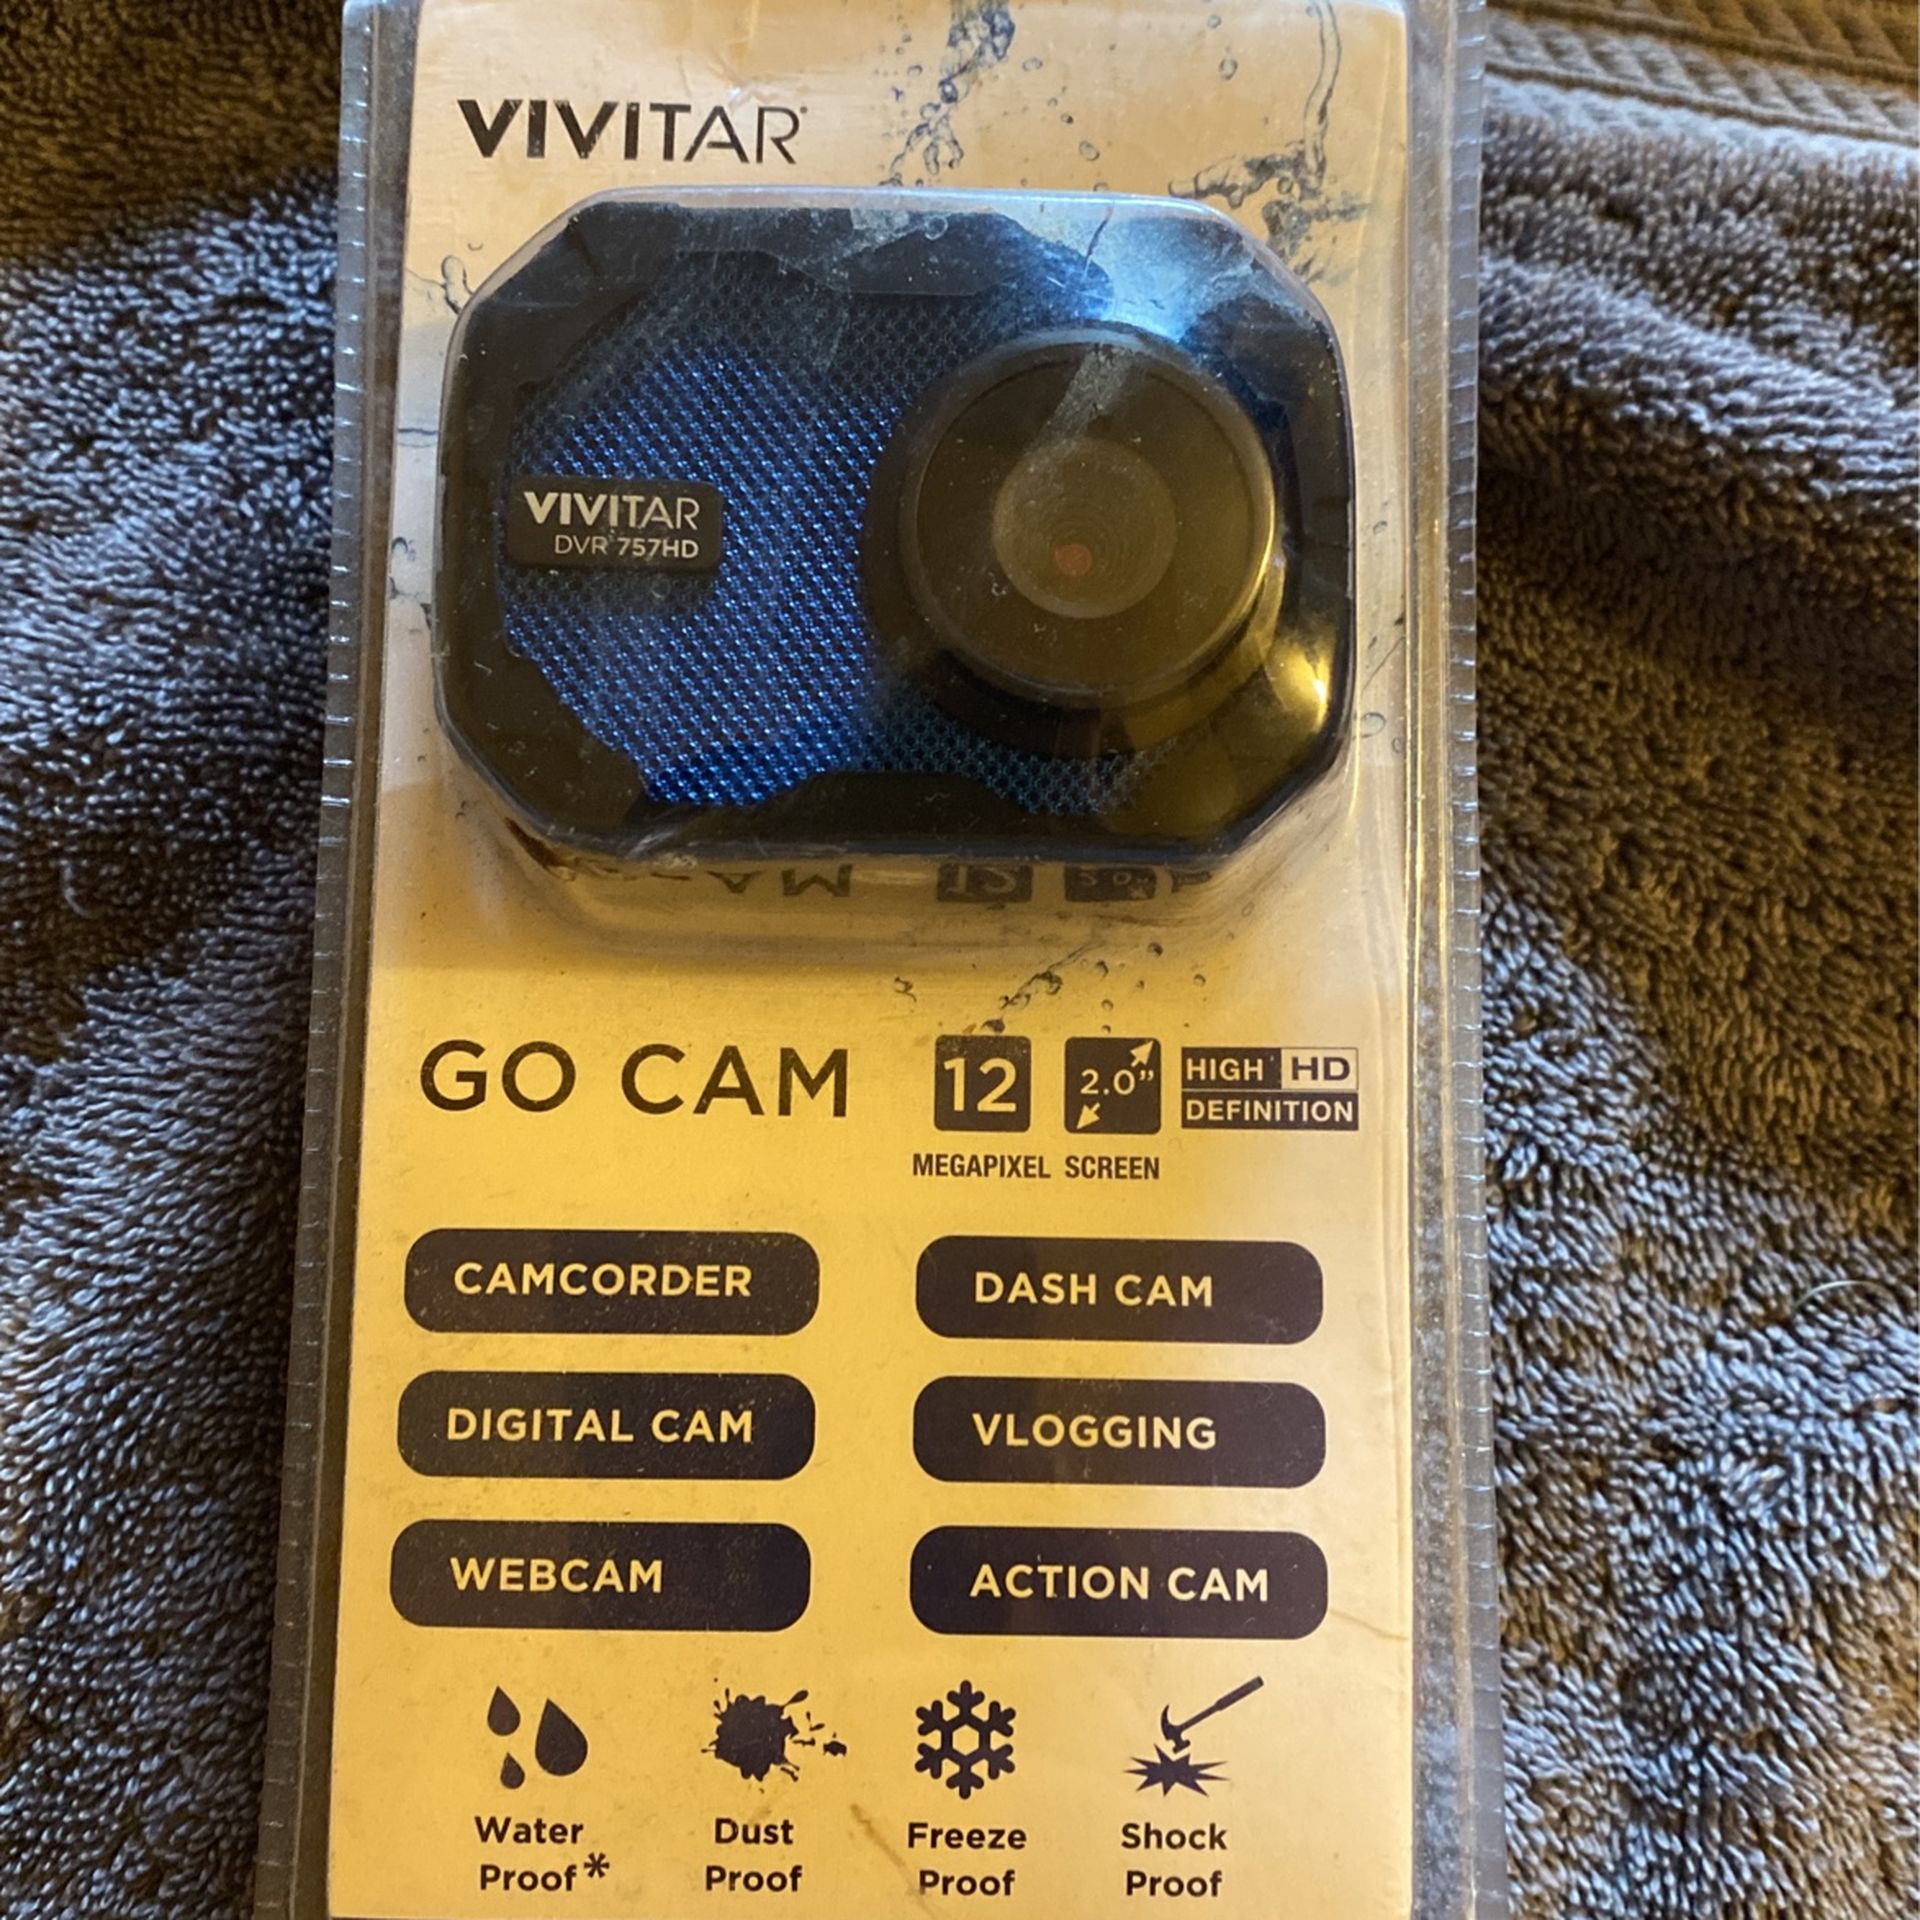 VIVITAR
VIVITAR
DVR 757HD
GO CAM
12
2.0”
HIGH HD
DEFINITION
MEGAPIXEL SCREEN
CAMCORDER
DASH CAM
DIGITAL CAM
VLOGGING
WEBCAM
ACTION CAM
Water
Proof*
Dust
Proof
Freeze
Proof
Shock
Proof